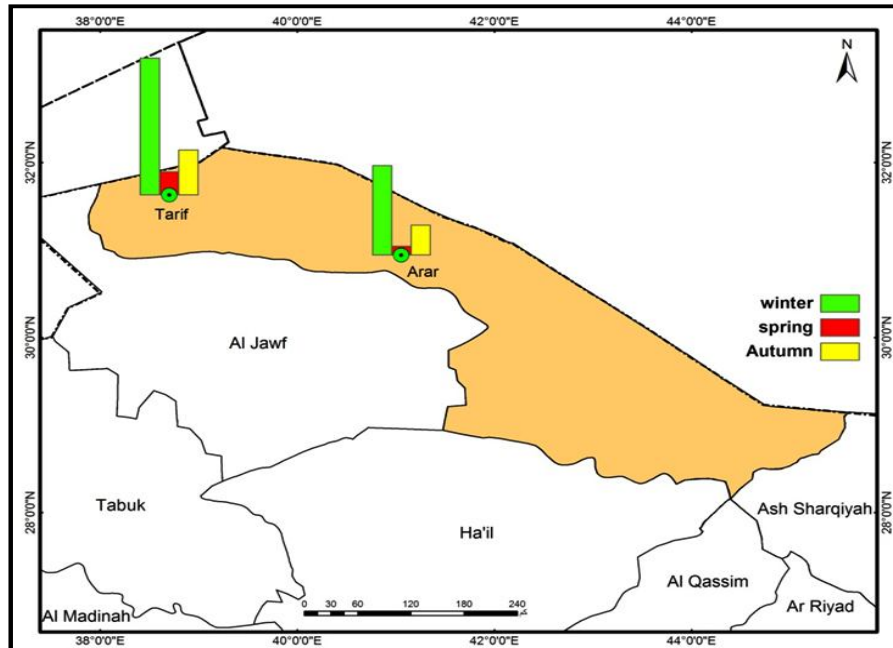 38°0'0"E 40°0'0"E 42°0'0"E 44°0'0"E
N
32°0'0"N 32°0'0"N
Tarif
Arar
winter
spring
Autumn
30°0'0"N 30°0'0"N
Al Jawf
Tabuk
Ha'il
Ash Sharqiyah
28°0'0"N 28°0'0"N
Al Qassim
Ar Riyad
Al Madinah
0 30 60 120 180 240
38°0'0"E 40°0'0"E 42°0'0"E 44°0'0"E